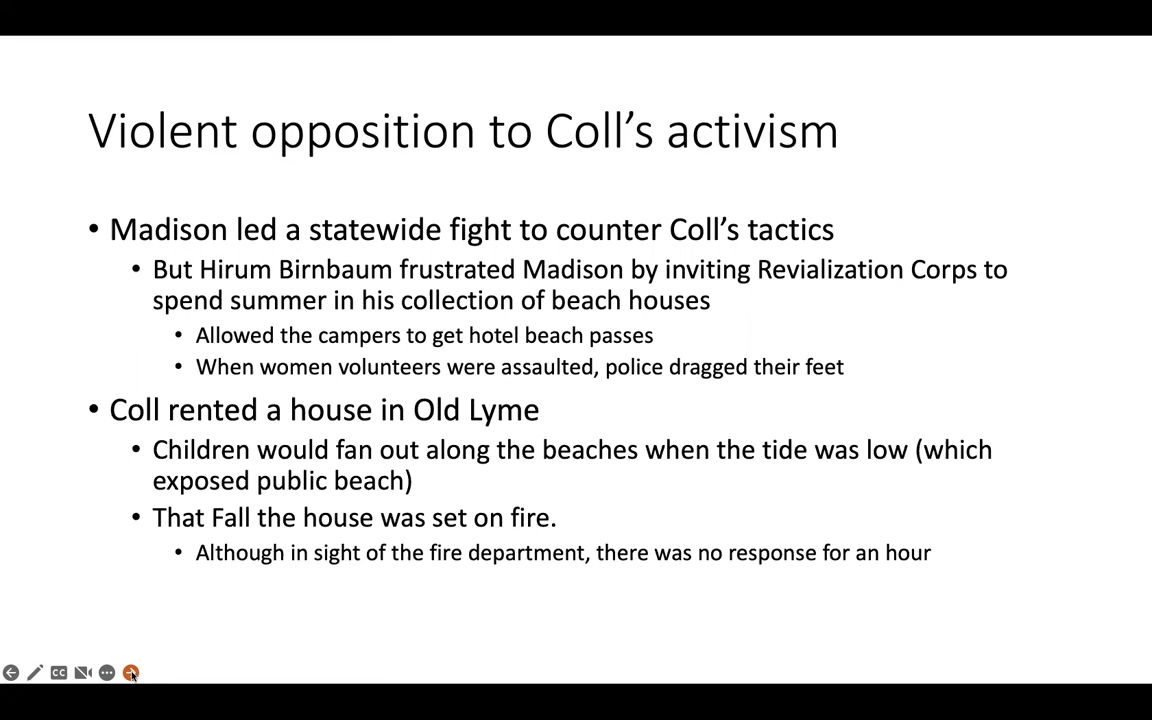 Violent opposition to Coll’s activism
• Madison led a statewide fight to counter Coll’s tactics
• But Hirum Birnbaum frustrated Madison by inviting Revialization Corps to
spend summer in his collection of beach houses
• Allowed the campers to get hotel beach passes
• When women volunteers were assaulted, police dragged their feet
• Coll rented a house in Old Lyme
• Children would fan out along the beaches when the tide was low (which
exposed public beach)
• That Fall the house was set on fire.
• Although in sight of the fire department, there was no response for an hour
CC